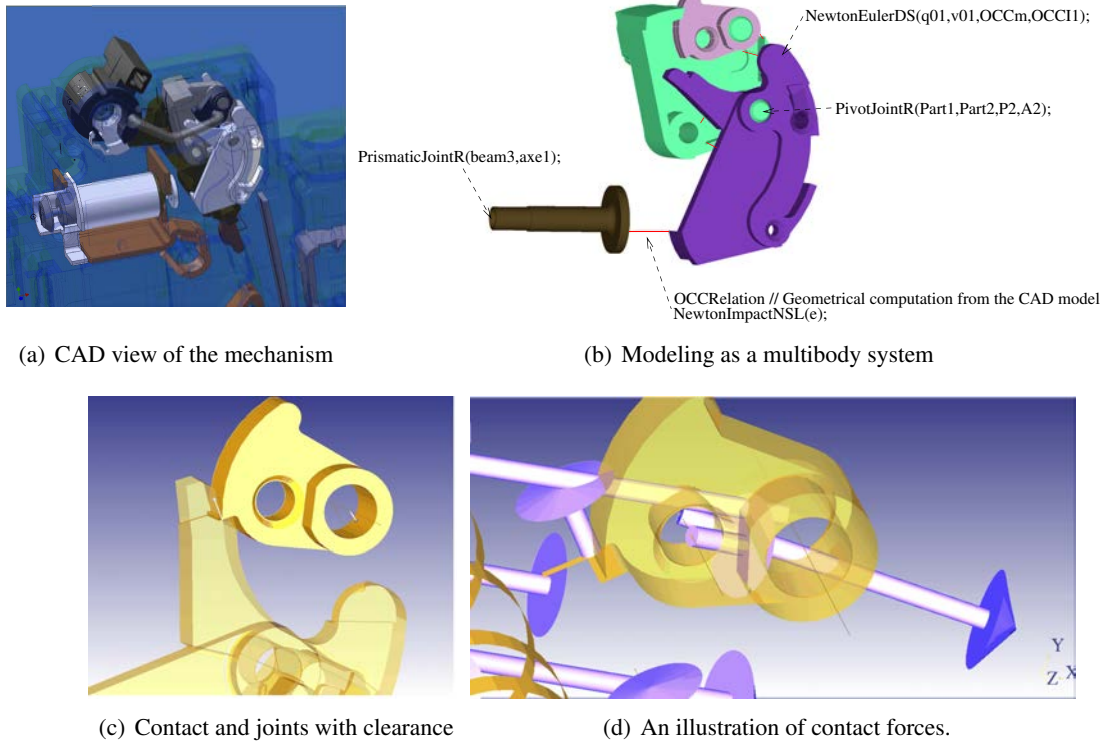 NewtonEulerDS(q01,v01,OCCm,OCCI1);
PivotJointR(Part1,Part2,P2,A2);
PrismaticJointR(beam3,axe1);
OCCRelation // Geometrical computation from the CAD model
NewtonImpactNSL(e);
(a) CAD view of the mechanism
(b) Modeling as a multibody system
Y
Z X
(c) Contact and joints with clearance
(d) An illustration of contact forces.